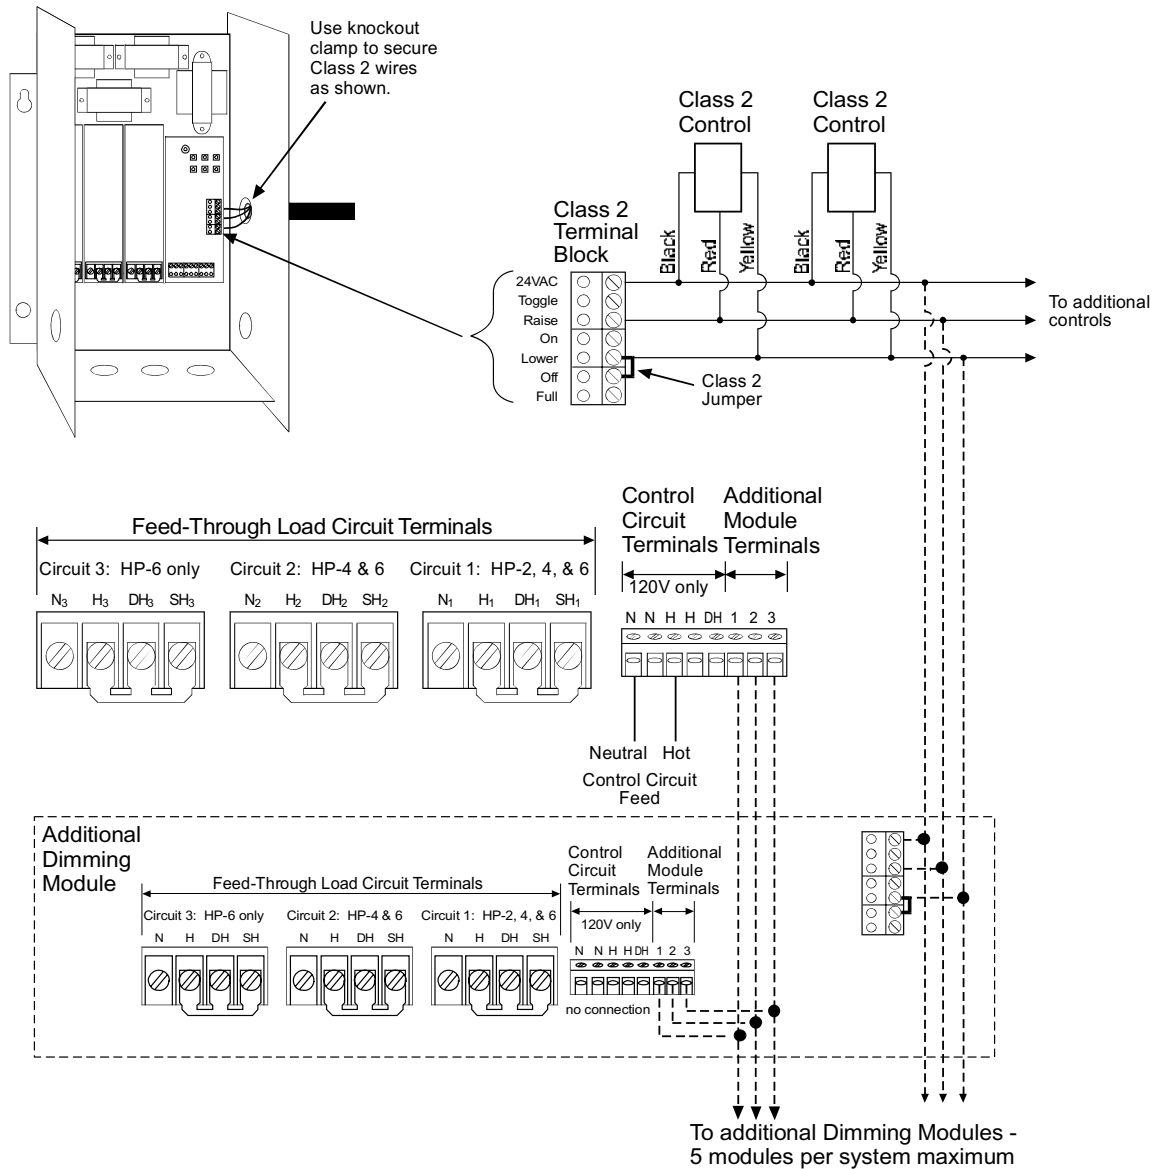 Use knockout
clamp to secure
Class 2 wires
as shown.
Class 2
Control
Class 2
Control
Class 2
Terminal
Block
Black
Red
Yellow
Black
Red
Yellow
24VAC
Toggle
Raise
On
Lower
Off
Full
To additional
controls
Class 2
Jumper
Control
Circuit
Terminals
Additional
Module
Terminals
Feed-Through Load Circuit Terminals
120V only
Circuit 3: HP-6 only
Circuit 2: HP-4 & 6
Circuit 1: HP-2, 4, & 6
N3 H3 DH3 SH3
N2 H2 DH2 SH2
N1 H1 DH1 SH1
N N H H DH 1 2 3
Neutral Hot
Control Circuit
Feed
Additional
Dimming
Module
Control
Circuit
Terminals
Additional
Module
Terminals
Feed-Through Load Circuit Terminals
120V only
Circuit 3: HP-6 only
Circuit 2: HP-4 & 6
Circuit 1: HP-2, 4, & 6
N H DH SH
N H DH SH
N H DH SH
N N H H DH 1 2 3
no connection
To additional Dimming Modules -
5 modules per system maximum